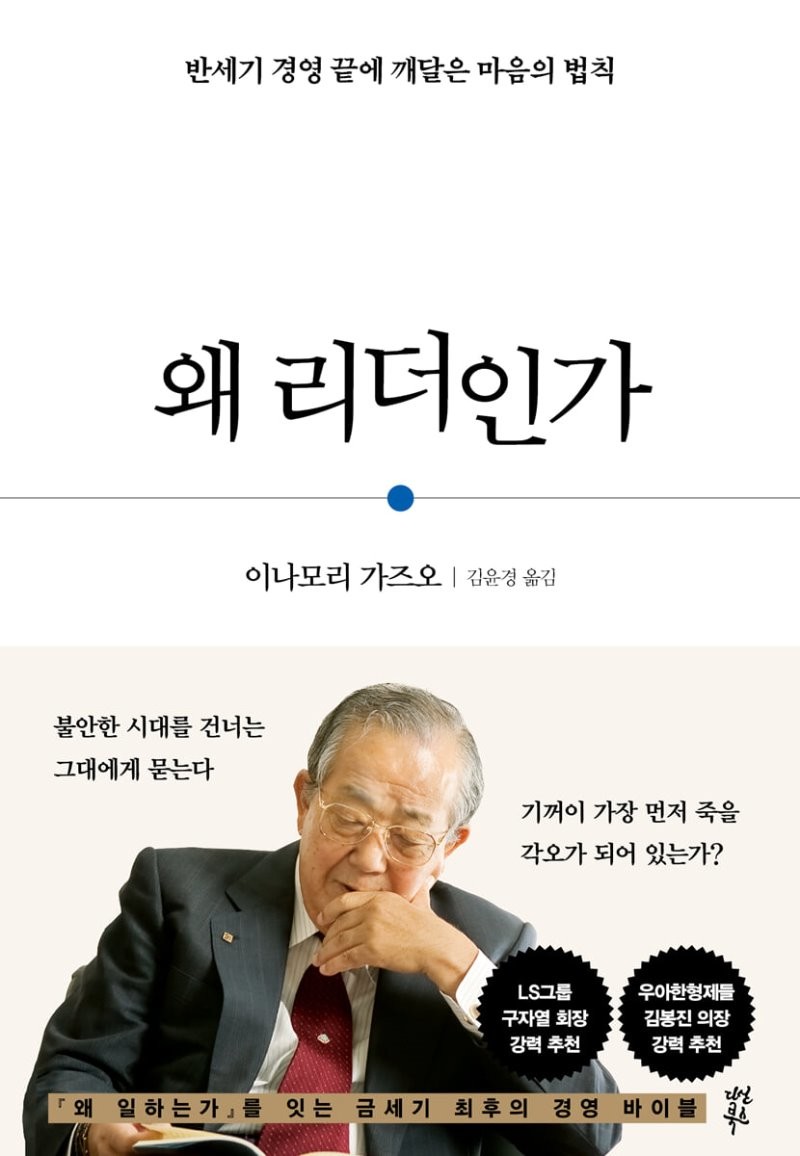 반세기 경영 끝에 깨달은 마음의 법칙
왜 리더인가
이나모리 가즈오 | 김윤경 옮김
불안한 시대를 건너는
그대에게 묻는다
기꺼이 가장 먼저 죽을
각오가 되어 있는가?
LS그룹
구자열 회장
강력 추천
우아한형제들
김봉진 의장
강력 추천
『왜 일하는가』를 잇는 금세기 최후의 경영 바이블
다산
북스